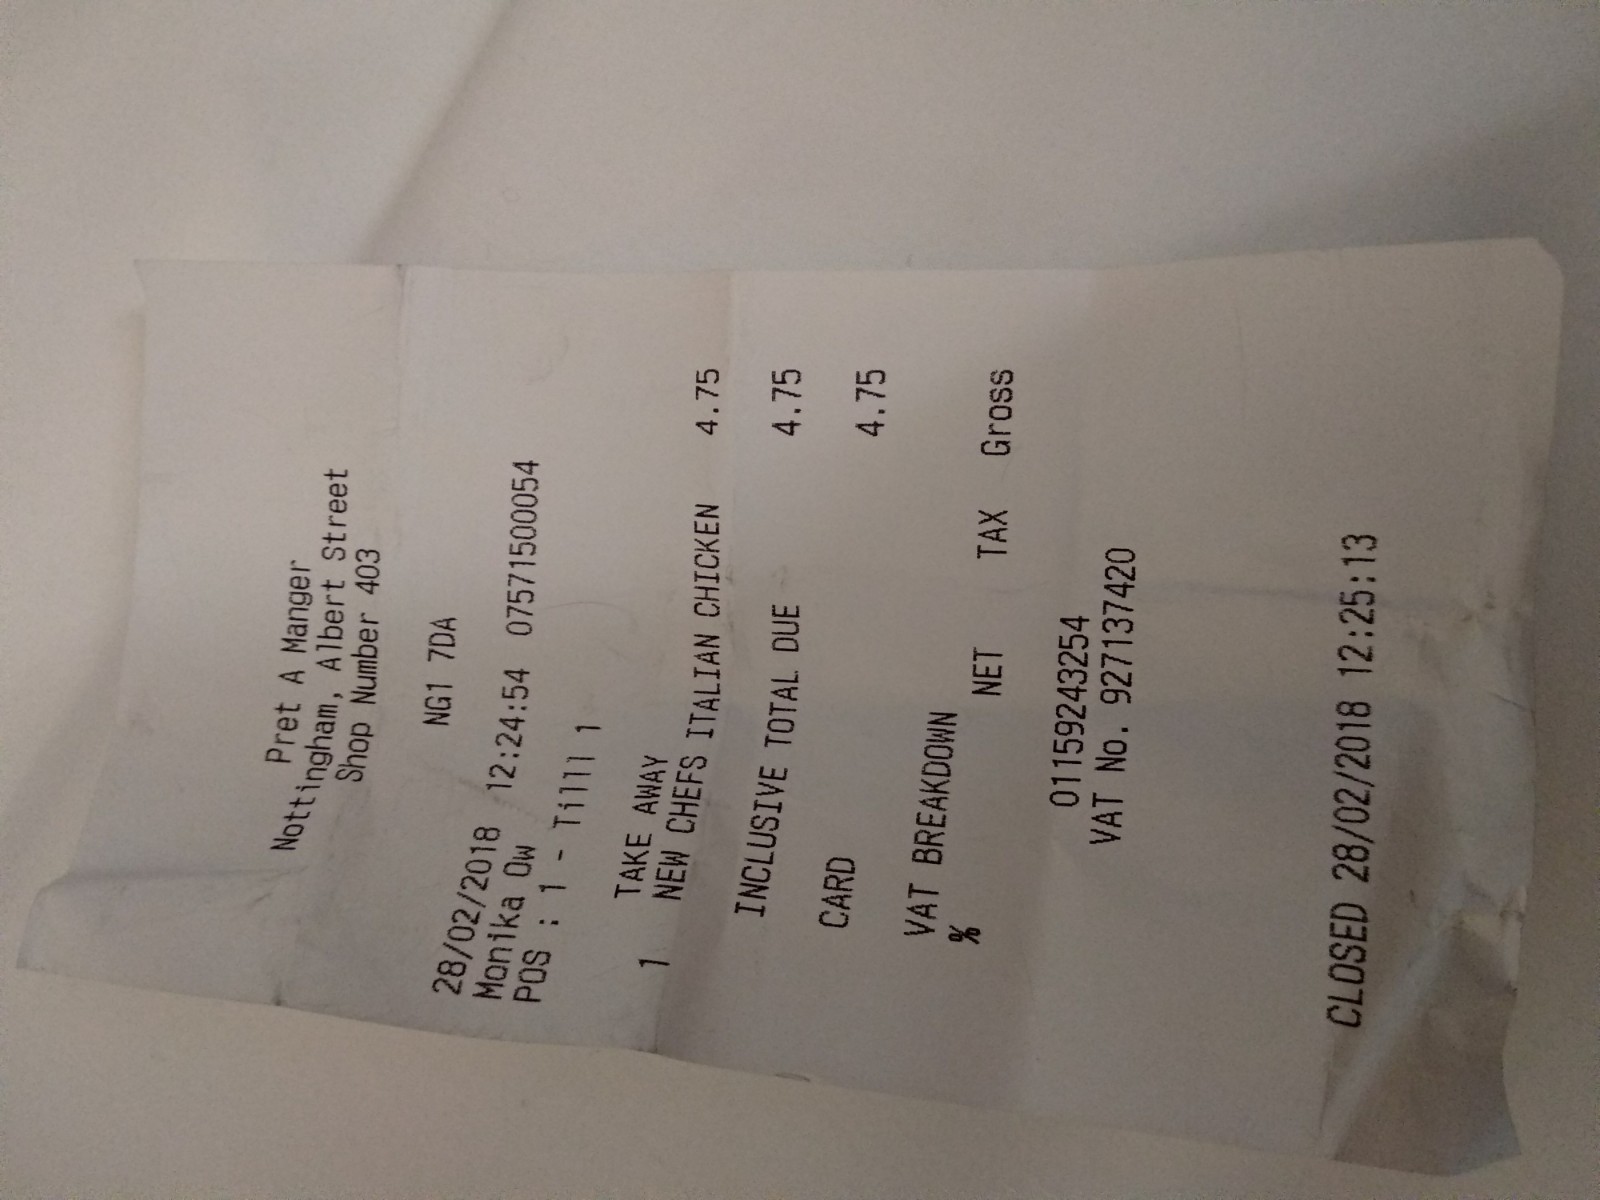 Pret A Manger
Nottingham, Albert Street
Shop Number 403
NG1 7DA
28/02/2018 12:24:54 07571500054
Monika Ow
POS : 1 - Till 1
TAKE AWAY
1 NEW CHEFS ITALIAN CHICKEN 4.75
INCLUSIVE TOTAL DUE 4.75
CARD 4.75
VAT BREAKDOWN
% NET TAX Gross
01159243254
VAT No. 927137420
CLOSED 28/02/2018 12:25:13